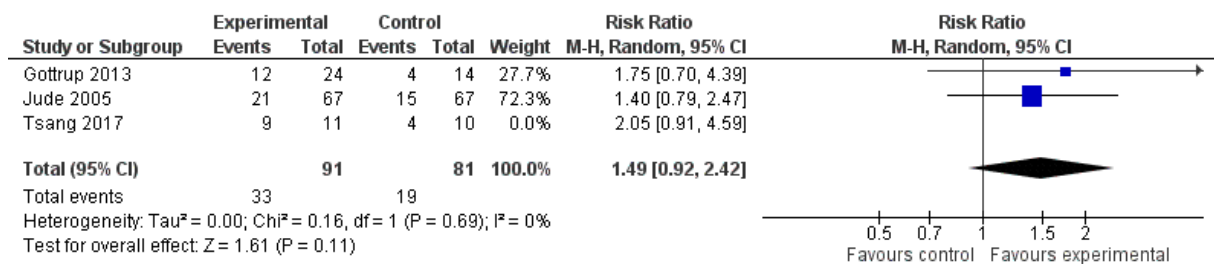 Experimental Control Risk Ratio Risk Ratio
Study or Subgroup Events Total Events Total Weight M-H, Random, 95% CI M-H, Random, 95% CI
Gottrup 2013 12 24 4 14 27.7% 1.75 [0.70, 4.39]
Jude 2005 21 67 15 67 72.3% 1.40 [0.79, 2.47]
Tsang 2017 9 11 4 10 0.0% 2.05 [0.91, 4.59]
Total (95% CI) 91 81 100.0% 1.49 [0.92, 2.42]
Total events 33 19
Heterogeneity: Tau² = 0.00; Chi² = 0.16, df = 1 (P = 0.69); I² = 0%
Test for overall effect: Z = 1.61 (P = 0.11)
0.5 0.7 1 1.5 2
Favours control Favours experimental